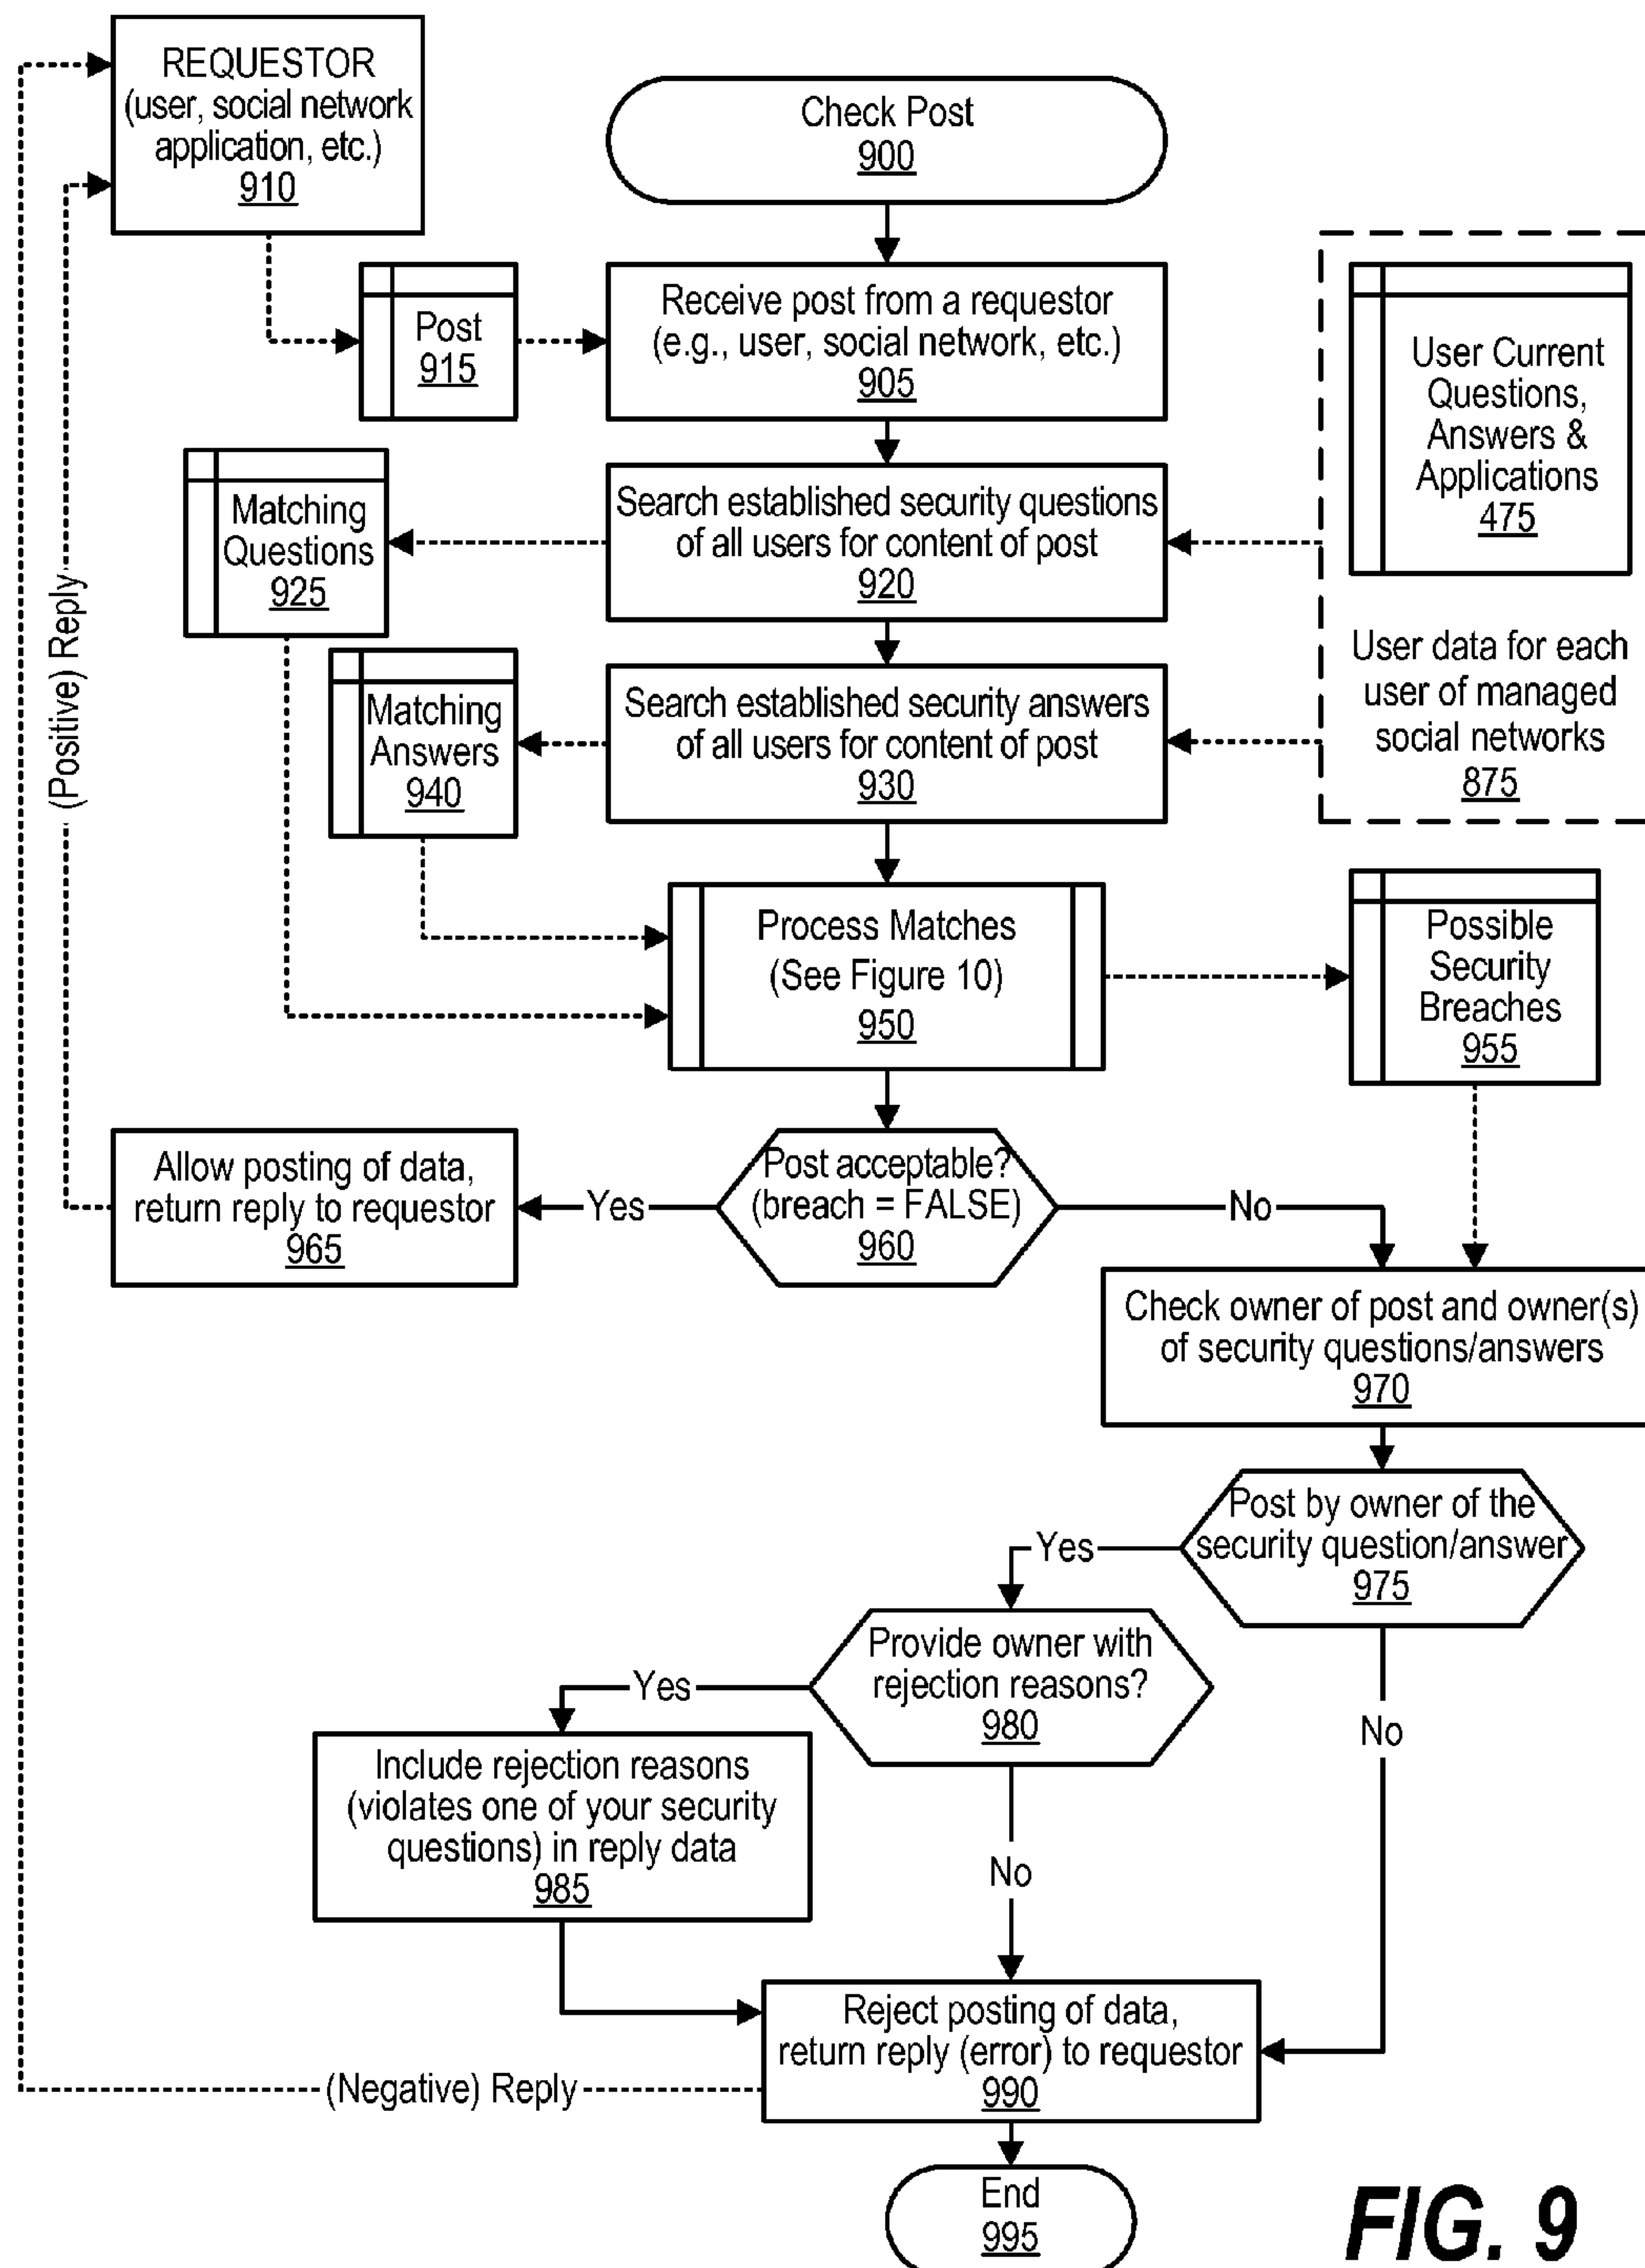 REQUESTOR
(user, social network
application, etc.)
910
Check Post
900
Post
915
Receive post from a requestor
(e.g., user, social network, etc.)
905
User Current
Questions,
Answers &
Applications
475
Matching
Questions
925
Search established security questions
of all users for content of post
920
(Positive) Reply
User data for each
user of managed
social networks
875
Matching
Answers
940
Search established security answers
of all users for content of post
930
Process Matches
(See Figure 10)
950
Possible
Security
Breaches
955
Allow posting of data,
return reply to requestor
965
Yes
Post acceptable?
(breach = FALSE)
960
No
Check owner of post and owner(s)
of security questions/answers
970
Post by owner of the
security question/answer
975
Yes
No
Provide owner with
rejection reasons?
980
Yes
No
Include rejection reasons
(violates one of your security
questions) in reply data
985
Reject posting of data,
return reply (error) to requestor
990
(Negative) Reply
End
995
FIG. 9